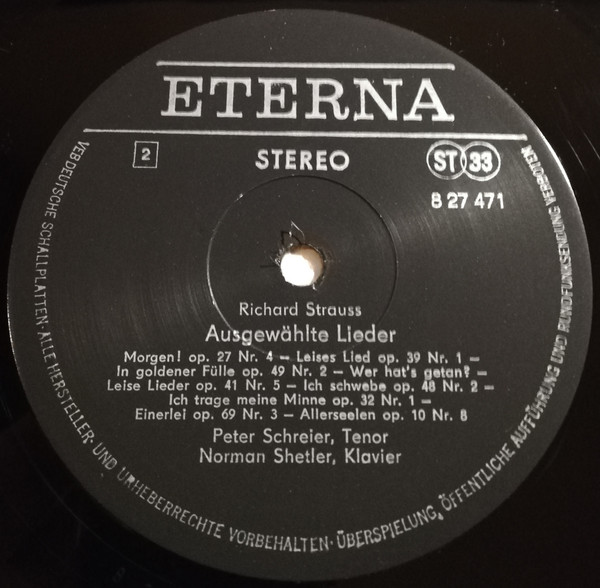 ETERNA
2
STEREO
ST 33
8 27 471
Richard Strauss
Ausgewählte Lieder
Morgen! op. 27 Nr. 4 – Leises Lied op. 39 Nr. 1 –
In goldener Fülle op. 49 Nr. 2 – Wer hat's getan? –
Leise Lieder op. 41 Nr. 5 – Ich schwebe op. 48 Nr. 2 –
Ich trage meine Minne op. 32 Nr. 1 –
Einerlei op. 69 Nr. 3 – Allerseelen op. 10 Nr. 8
Peter Schreier, Tenor
Norman Shetler, Klavier
VEB DEUTSCHE SCHALLPLATTEN · ALLE HERSTELLER- UND URHEBERRECHTE VORBEHALTEN · ÜBERSPIELUNG, ÖFFENTLICHE AUFFÜHRUNG UND RUNDFUNKSENDUNG VERBOTEN